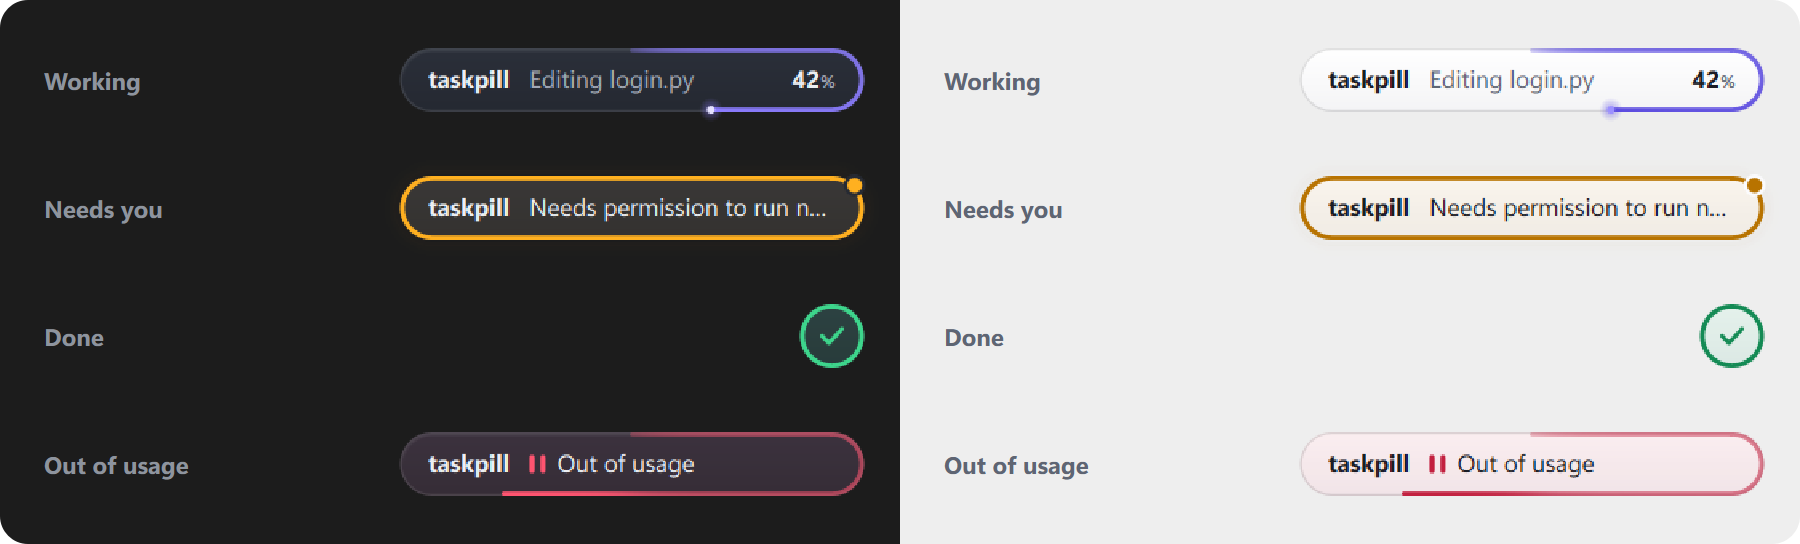 Working taskpill Editing login.py 42%
Needs you taskpill Needs permission to run n...
Done
Out of usage taskpill Out of usage
Working taskpill Editing login.py 42%
Needs you taskpill Needs permission to run n...
Done
Out of usage taskpill Out of usage